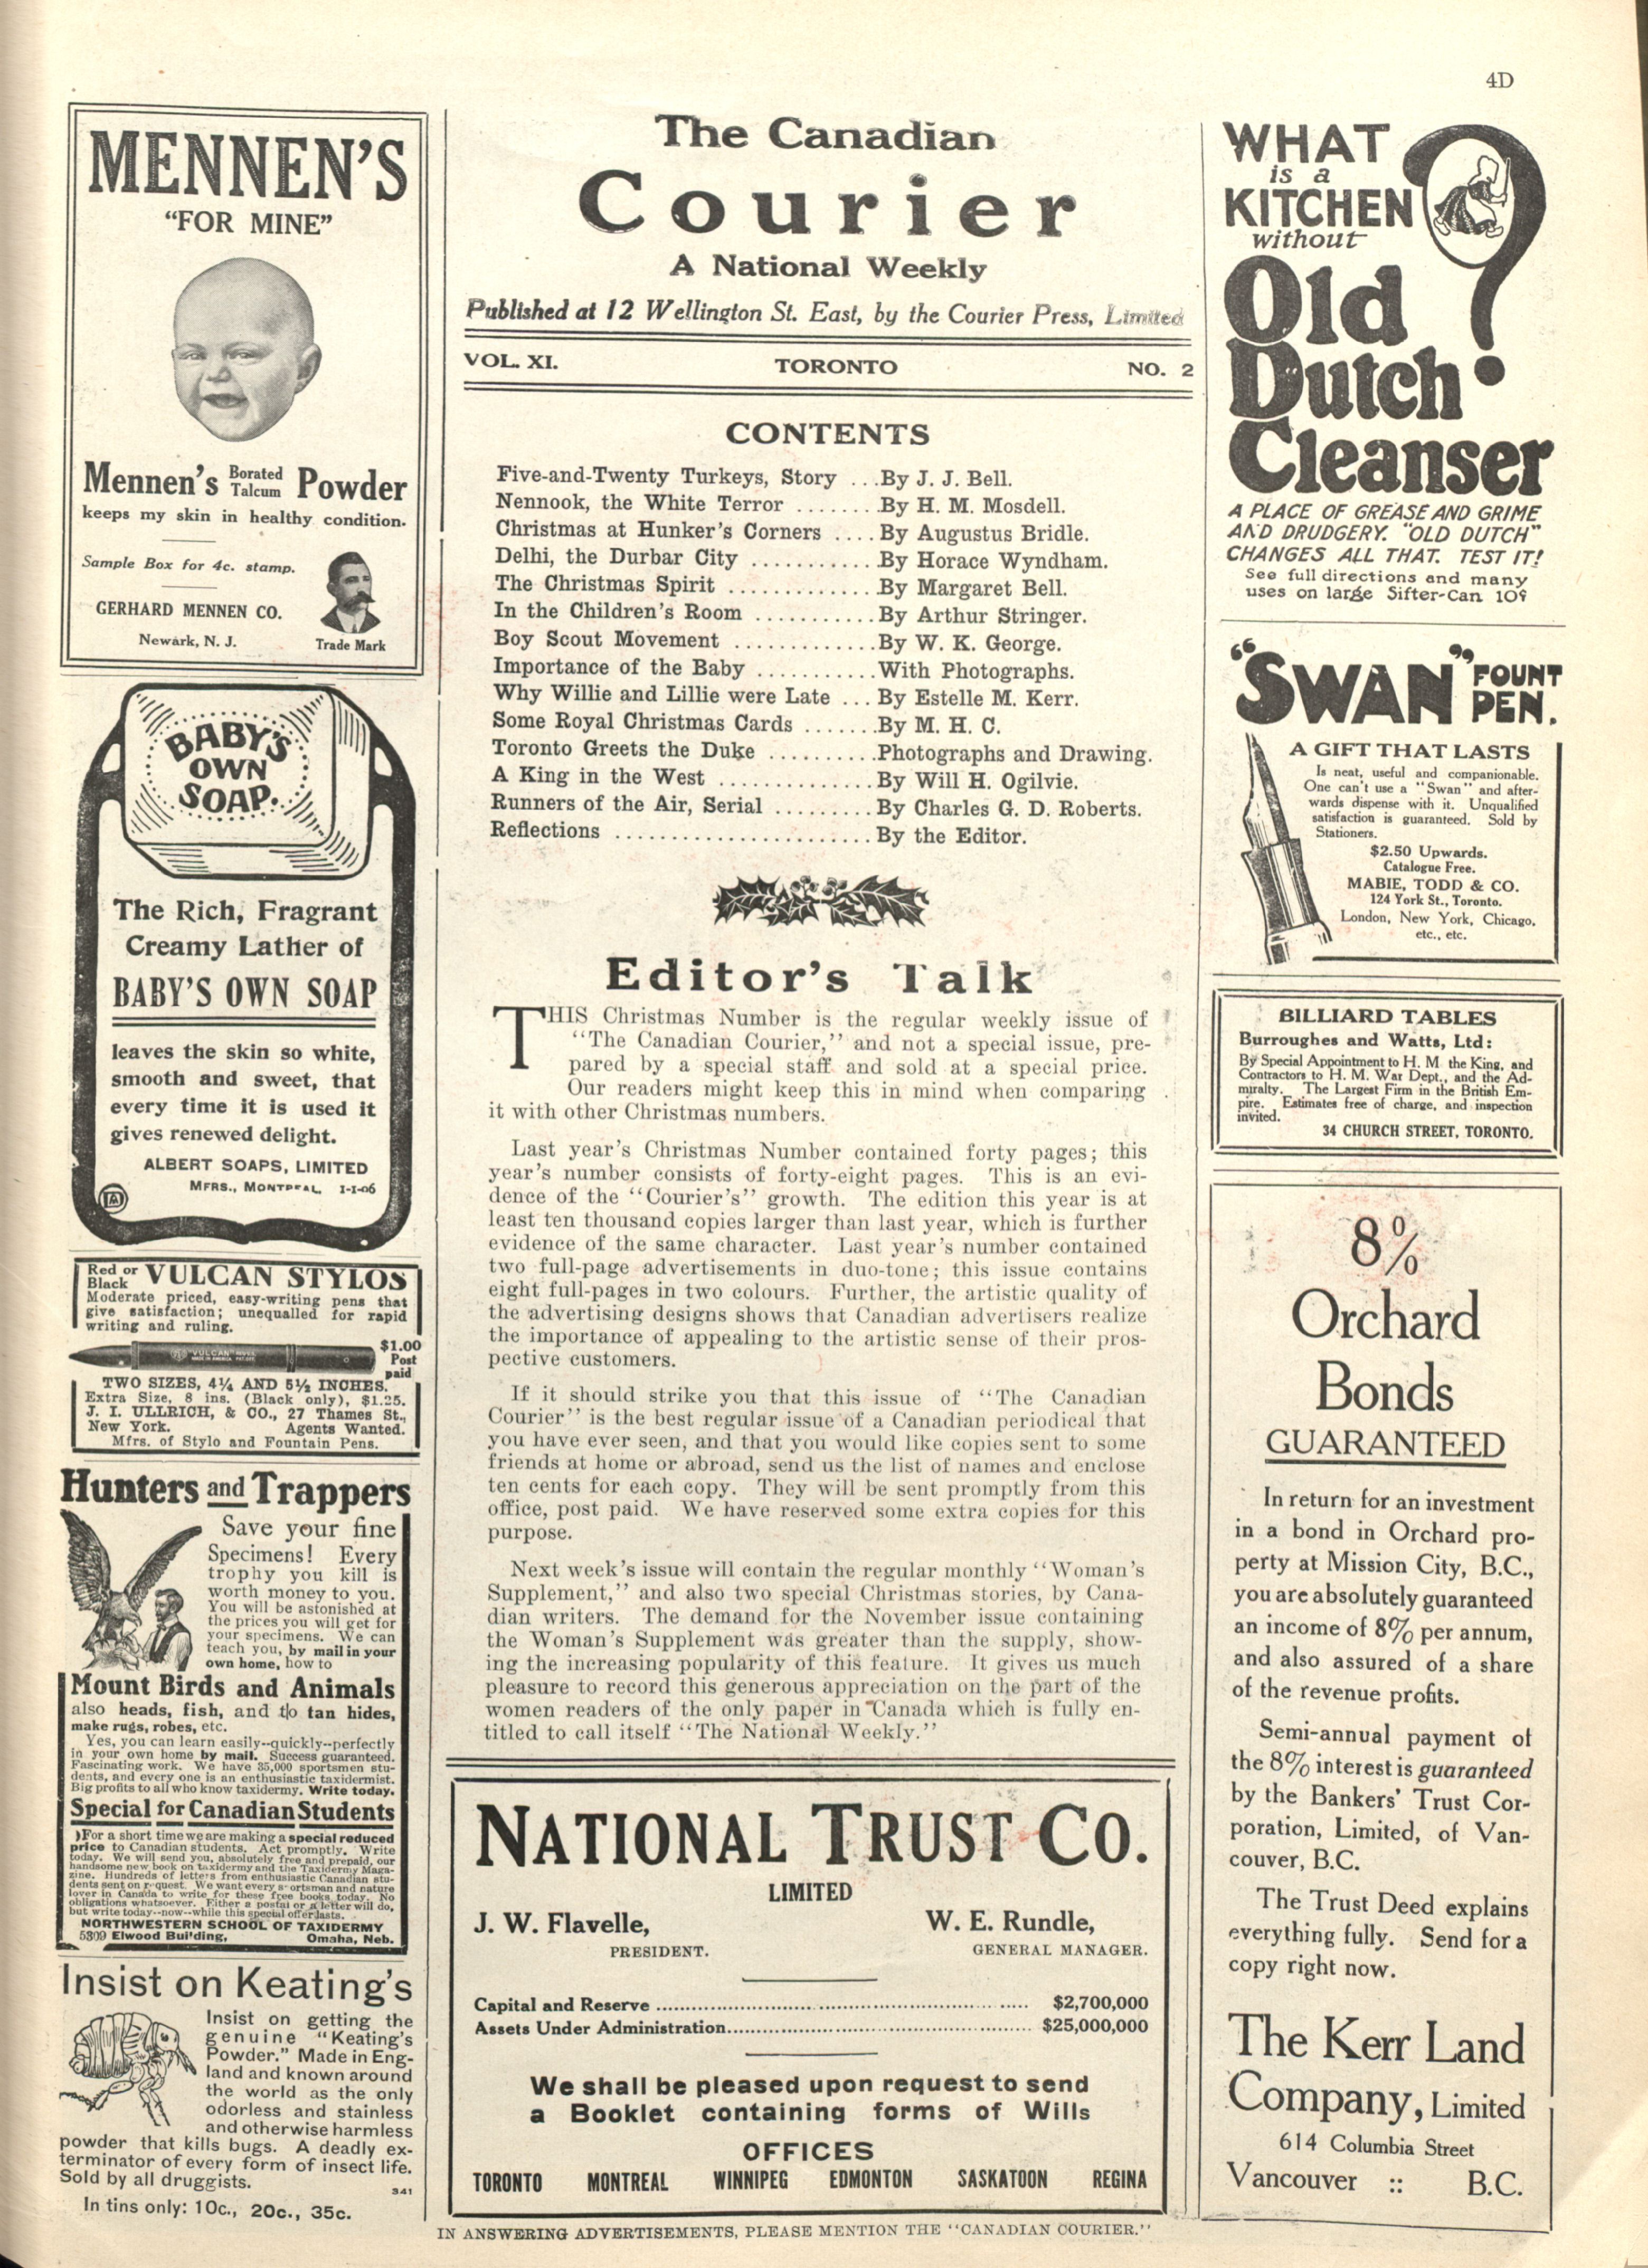 4D
MENNEN'S
"FOR MINE"
Mennen's Borated Talcum Powder
keeps my skin in healthy condition.
Sample Box for 4c. stamp.
GERHARD MENNEN CO.
Newark, N. J.
Trade Mark
BABY'S
OWN
SOAP.
The Rich, Fragrant
Creamy Lather of
BABY'S OWN SOAP
leaves the skin so white,
smooth and sweet, that
every time it is used it
gives renewed delight.
ALBERT SOAPS, LIMITED
MFRS., MONTREAL. 1-1-06
Red or Black VULCAN STYLOS
Moderate priced, easy-writing pens that
give satisfaction; unequalled for rapid
writing and ruling.
$1.00
Post
paid
TWO SIZES, 4¼ AND 5½ INCHES.
Extra Size, 8 ins. (Black only), $1.25.
J. I. ULLRICH, & CO., 27 Thames St.,
New York. Agents Wanted.
Mfrs. of Stylo and Fountain Pens.
Hunters and Trappers
Save your fine
Specimens! Every
trophy you kill is
worth money to you.
You will be astonished at
the prices you will get for
your specimens. We can
teach you, by mail in your
own home, how to
Mount Birds and Animals
also heads, fish, and to tan hides,
make rugs, robes, etc.
Yes, you can learn easily--quickly--perfectly
in your own home by mail. Success guaranteed.
Fascinating work. We have 35,000 sportsmen stu-
dents, and every one is an enthusiastic taxidermist.
Big profits to all who know taxidermy. Write today.
Special for Canadian Students
For a short time we are making a special reduced
price to Canadian students. Act promptly. Write
today. We will send you, absolutely free and prepaid, our
handsome new book on taxidermy and the Taxidermy Maga-
zine. Hundreds of letters from enthusiastic Canadian stu-
dents sent on request. We want every sportsman and nature
lover in Canada to write for these free books today. No
obligations whatsoever. Either a postal or a letter will do,
but write today--now--while this special offer lasts.
NORTHWESTERN SCHOOL OF TAXIDERMY
5309 Elwood Building, Omaha, Neb.
Insist on Keating's
Insist on getting the
genuine "Keating's
Powder." Made in Eng-
land and known around
the world as the only
odorless and stainless
and otherwise harmless
powder that kills bugs. A deadly ex-
terminator of every form of insect life.
Sold by all druggists.
341
In tins only: 10c., 20c., 35c.
The Canadian
Courier
A National Weekly
Published at 12 Wellington St. East, by the Courier Press, Limited
VOL. XI. TORONTO NO. 2
CONTENTS
Five-and-Twenty Turkeys, Story ...By J. J. Bell.
Nennook, the White Terror .......By H. M. Mosdell.
Christmas at Hunker's Corners ....By Augustus Bridle.
Delhi, the Durbar City ...........By Horace Wyndham.
The Christmas Spirit .............By Margaret Bell.
In the Children's Room ...........By Arthur Stringer.
Boy Scout Movement .............By W. K. George.
Importance of the Baby ...........With Photographs.
Why Willie and Lillie were Late ...By Estelle M. Kerr.
Some Royal Christmas Cards .......By M. H. C.
Toronto Greets the Duke ..........Photographs and Drawing.
A King in the West ..............By Will H. Ogilvie.
Runners of the Air, Serial .........By Charles G. D. Roberts.
Reflections .......................By the Editor.
Editor's Talk
THIS Christmas Number is the regular weekly issue of
"The Canadian Courier," and not a special issue, pre-
pared by a special staff and sold at a special price.
Our readers might keep this in mind when comparing
it with other Christmas numbers.
Last year's Christmas Number contained forty pages; this
year's number consists of forty-eight pages. This is an evi-
dence of the "Courier's" growth. The edition this year is at
least ten thousand copies larger than last year, which is further
evidence of the same character. Last year's number contained
two full-page advertisements in duo-tone; this issue contains
eight full-pages in two colours. Further, the artistic quality of
the advertising designs shows that Canadian advertisers realize
the importance of appealing to the artistic sense of their pros-
pective customers.
If it should strike you that this issue of "The Canadian
Courier" is the best regular issue of a Canadian periodical that
you have ever seen, and that you would like copies sent to some
friends at home or abroad, send us the list of names and enclose
ten cents for each copy. They will be sent promptly from this
office, post paid. We have reserved some extra copies for this
purpose.
Next week's issue will contain the regular monthly "Woman's
Supplement," and also two special Christmas stories, by Cana-
dian writers. The demand for the November issue containing
the Woman's Supplement was greater than the supply, show-
ing the increasing popularity of this feature. It gives us much
pleasure to record this generous appreciation on the part of the
women readers of the only paper in Canada which is fully en-
titled to call itself "The National Weekly."
NATIONAL TRUST CO.
LIMITED
J. W. Flavelle, W. E. Rundle,
PRESIDENT. GENERAL MANAGER.
Capital and Reserve .......... $2,700,000
Assets Under Administration.......... $25,000,000
We shall be pleased upon request to send
a Booklet containing forms of Wills
OFFICES
TORONTO MONTREAL WINNIPEG EDMONTON SASKATOON REGINA
WHAT
is a
KITCHEN
without
Old
Dutch
Cleanser
A PLACE OF GREASE AND GRIME
AND DRUDGERY. "OLD DUTCH"
CHANGES ALL THAT. TEST IT!
See full directions and many
uses on large Sifter-Can 10¢
"SWAN" FOUNT
PEN.
A GIFT THAT LASTS
Is neat, useful and companionable.
One can't use a "Swan" and after-
wards dispense with it. Unqualified
satisfaction is guaranteed. Sold by
Stationers.
$2.50 Upwards.
Catalogue Free.
MABIE, TODD & CO.
124 York St., Toronto.
London, New York, Chicago,
etc., etc.
BILLIARD TABLES
Burroughes and Watts, Ltd:
By Special Appointment to H. M. the King, and
Contractors to H. M. War Dept., and the Ad-
miralty. The Largest Firm in the British Em-
pire. Estimates free of charge, and inspection
invited.
34 CHURCH STREET, TORONTO.
8%
Orchard
Bonds
GUARANTEED
In return for an investment
in a bond in Orchard pro-
perty at Mission City, B.C.,
you are absolutely guaranteed
an income of 8% per annum,
and also assured of a share
of the revenue profits.
Semi-annual payment of
the 8% interest is guaranteed
by the Bankers' Trust Cor-
poration, Limited, of Van-
couver, B.C.
The Trust Deed explains
everything fully. Send for a
copy right now.
The Kerr Land
Company, Limited
614 Columbia Street
Vancouver :: B.C.
IN ANSWERING ADVERTISEMENTS, PLEASE MENTION THE "CANADIAN COURIER."